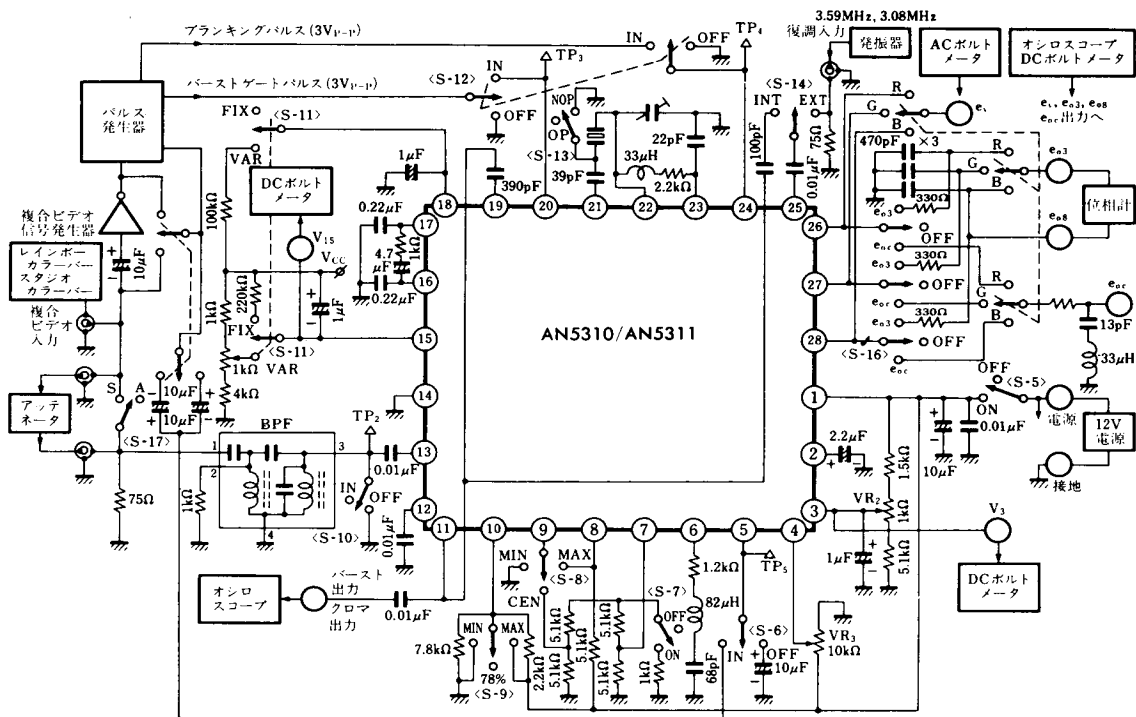 ブランキングパルス (3VP-P)
IN
OFF
TP3
TP4
3.59MHz, 3.08MHz
復調入力
発振器
ACボルト
メータ
オシロスコープ
DCボルトメータ
e1, eo3, eo8
eoc出力へ
パルス
発生器
バーストゲートパルス (3VP-P)
<S-12>
IN
OFF
<S-14>
INT
EXT
R
G
B
FIX
<S-11>
VAR
NOP
OP
<S-13>
39pF
33μH
22pF
2.2kΩ
100pF
0.01μF
75Ω
470pF
×3
R
G
B
eo3
位相計
eo8
100kΩ
DCボルト
メータ
1μF
390pF
V15
VCC
0.22μF
4.7
μF
1kΩ
0.22μF
18
19
20
21
22
23
24
25
17
16
15
14
13
12
26
27
28
1
2
3
複合ビデオ
信号発生器
レインボー
カラーバー
スタジオ
カラーバー
10μF
複合
ビデオ
入力
1kΩ
220kΩ
1μF
FIX
<S-11>
1kΩ
VAR
4kΩ
AN5310/AN5311
eo3
330Ω
OFF
eoc
eo3
330Ω
OFF
eoc
eo3
330Ω
OFF
<S-16>
eoc
R
G
B
eoc
13pF
33μH
アッテ
ネータ
S
A
10μF
10μF
<S-17>
75Ω
BPF
1
2
3
4
1kΩ
TP2
0.01μF
IN
OFF
<S-10>
0.01μF
OFF
<S-5>
ON
0.01μF
10μF
電源
12V
電源
接地
2.2μF
1.5kΩ
VR2
1kΩ
5.1kΩ
1μF
V3
DCボルト
メータ
11
10
9
8
7
6
5
4
オシロ
スコープ
バースト
出力
クロマ
出力
0.01μF
MIN
MAX
<S-8>
CEN
7.8kΩ
MIN
MAX
78%
<S-9>
2.2kΩ
5.1kΩ
5.1kΩ
5.1kΩ
5.1kΩ
5.1kΩ
<S-7>
OFF
ON
1kΩ
1.2kΩ
82μH
68pF
TP5
IN
<S-6>
OFF
10μF
VR3
10kΩ